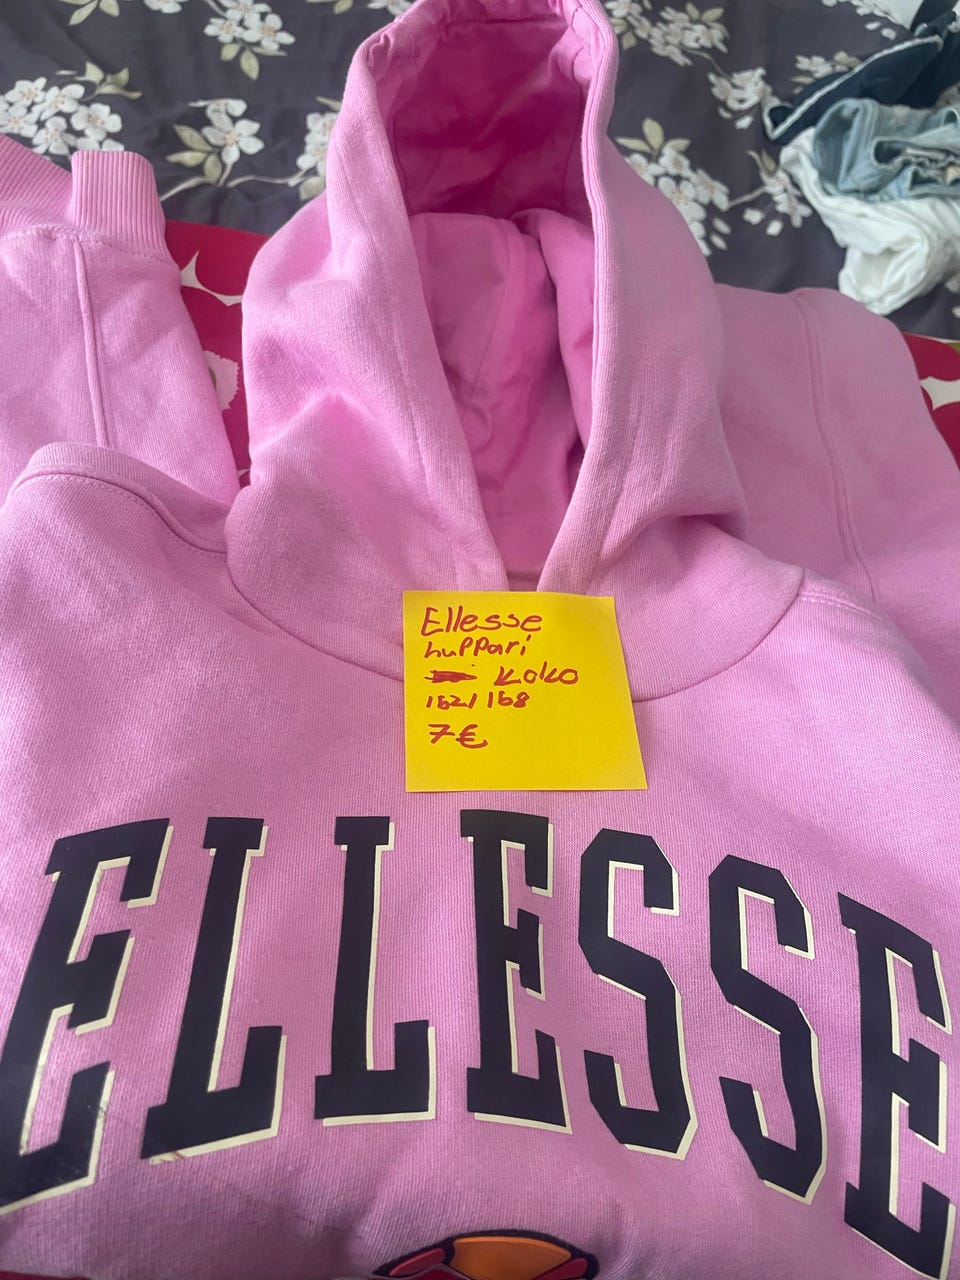 Ellesse
huppari
koko
162/168
7€
ELLESSE